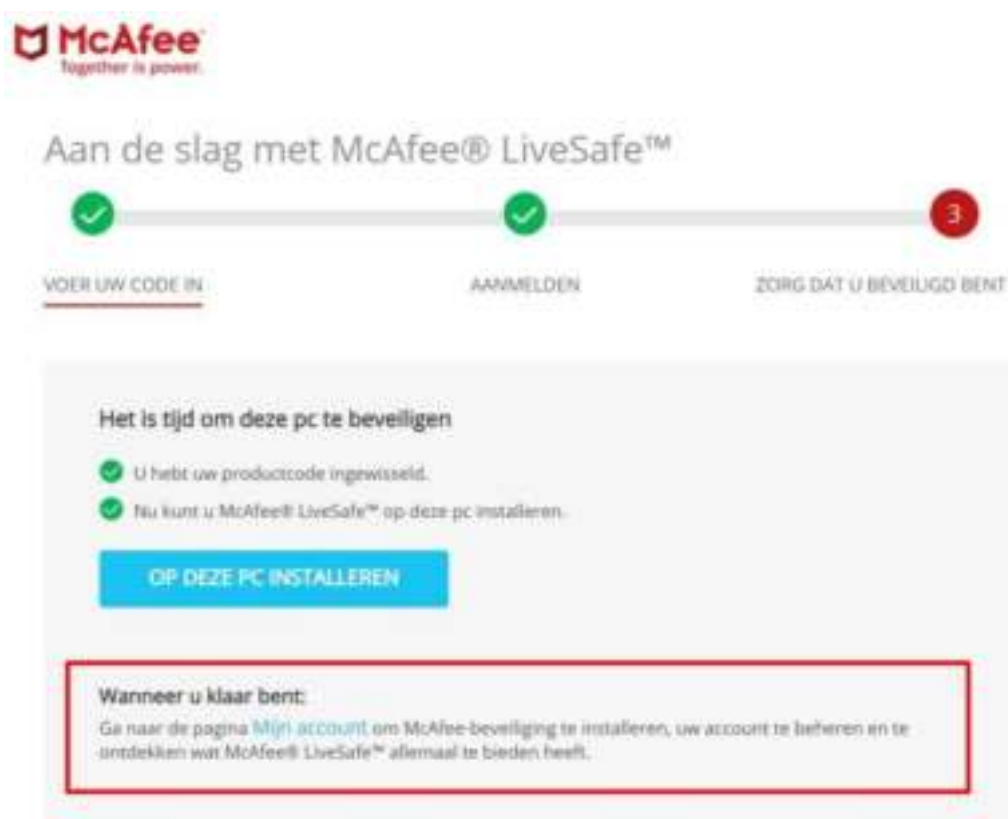 McAfee
Together is power.
Aan de slag met McAfee® LiveSafe™
3
VOER UW CODE IN
AANMELDEN
ZORG DAT U BEVEILIGD BENT
Het is tijd om deze pc te beveiligen
U hebt uw productcode ingewisseld.
Nu kunt u McAfee® LiveSafe™ op deze pc installeren.
OP DEZE PC INSTALLEREN
Wanneer u klaar bent:
Ga naar de pagina Mijn account om McAfee-beveiliging te installeren, uw account te beheren en te
ontdekken wat McAfee® LiveSafe™ allemaal te bieden heeft.